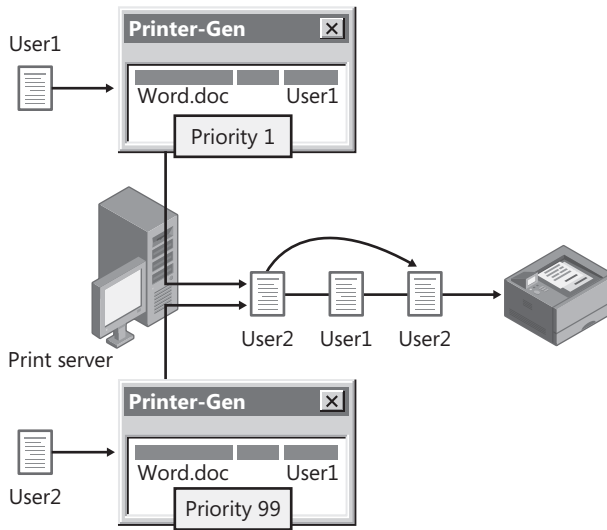 User1
Printer-Gen
Word.doc User1
Priority 1
User2 User1 User2
Print server
Printer-Gen
Word.doc User1
Priority 99
User2